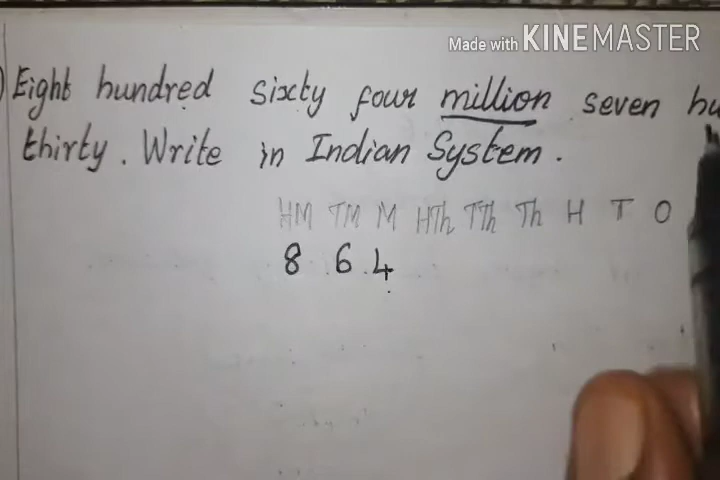 Made with KINEMASTER
Eight hundred sixty four million seven
thirty. Write in Indian System.
HM TM M HTh TTh Th H T O
8 6 4